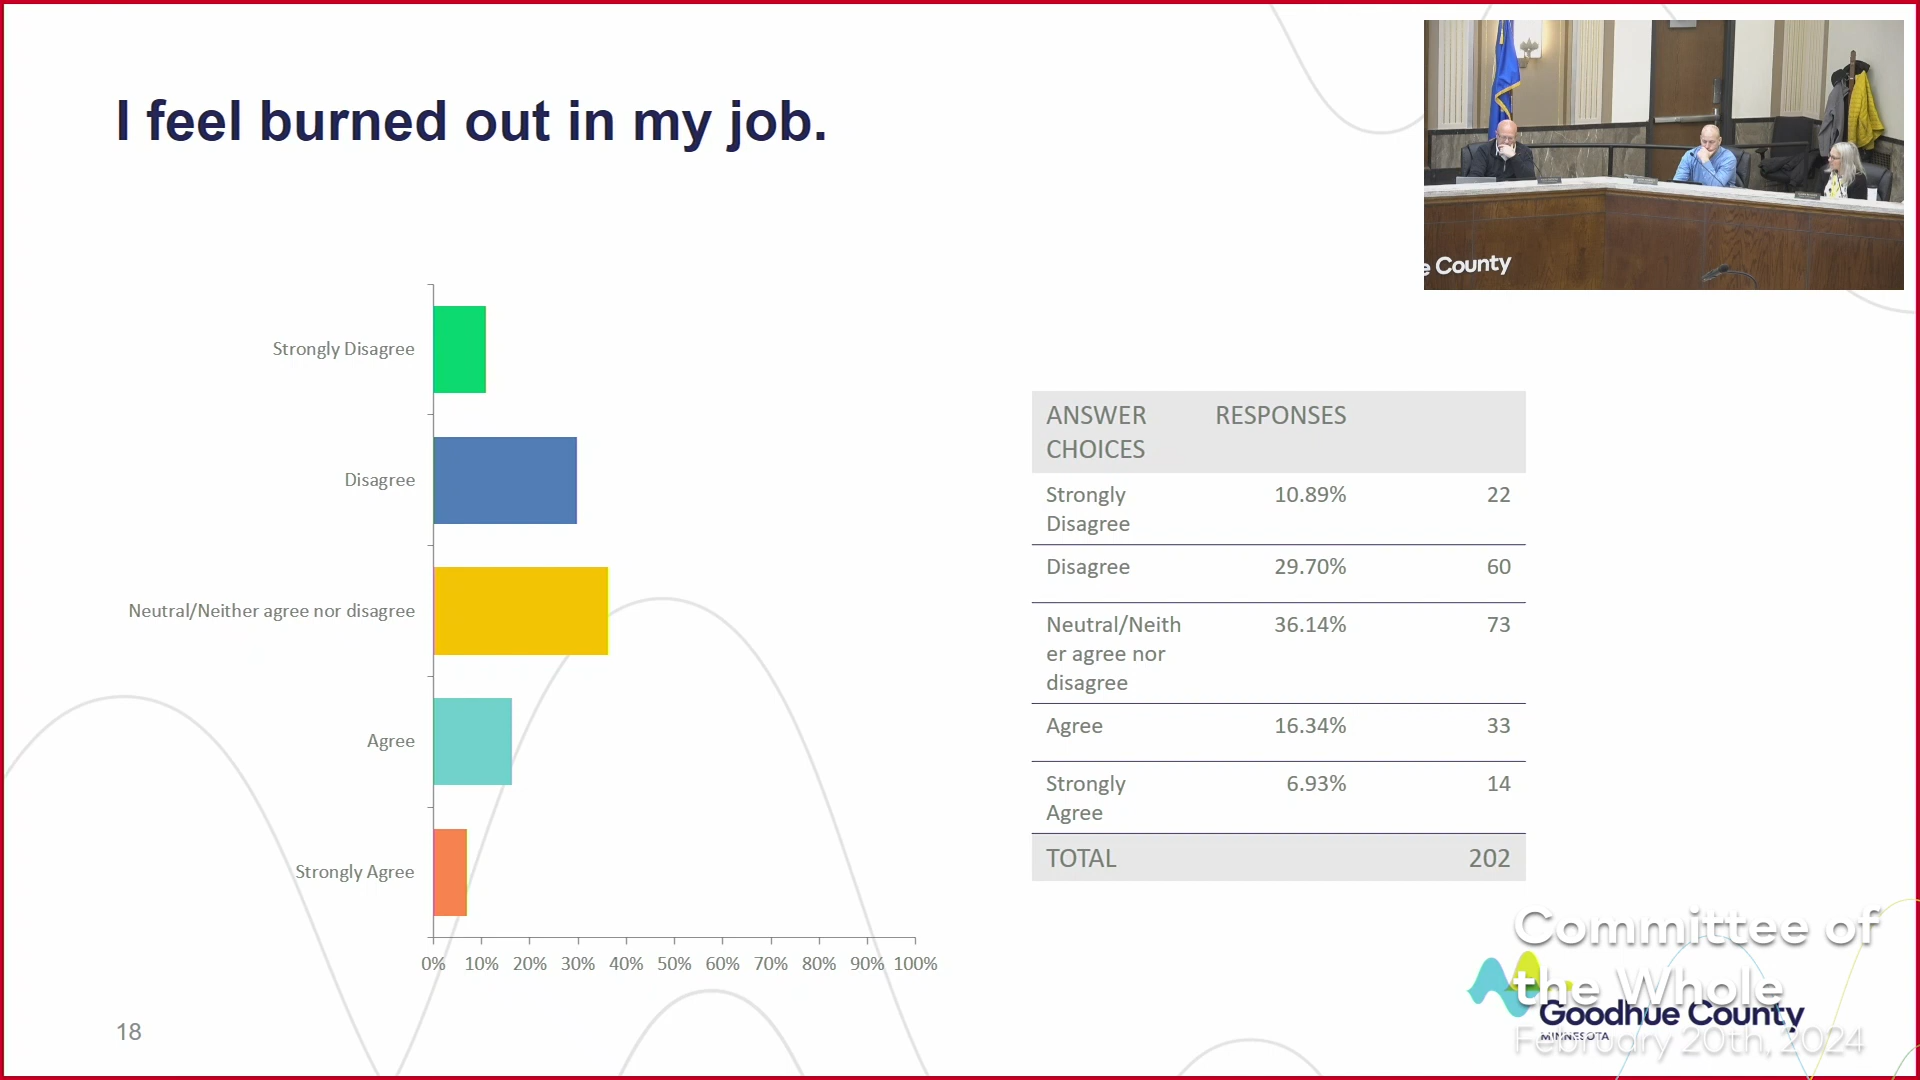 I feel burned out in my job.
e County
Strongly Disagree
Disagree
Neutral/Neither agree nor disagree
Agree
Strongly Agree
0% 10% 20% 30% 40% 50% 60% 70% 80% 90% 100%
ANSWER RESPONSES
CHOICES
Strongly 10.89% 22
Disagree
Disagree 29.70% 60
Neutral/Neith 36.14% 73
er agree nor
disagree
Agree 16.34% 33
Strongly 6.93% 14
Agree
TOTAL 202
18
Committee of
the Whole
Goodhue County
MINNESOTA
February 20th, 2024